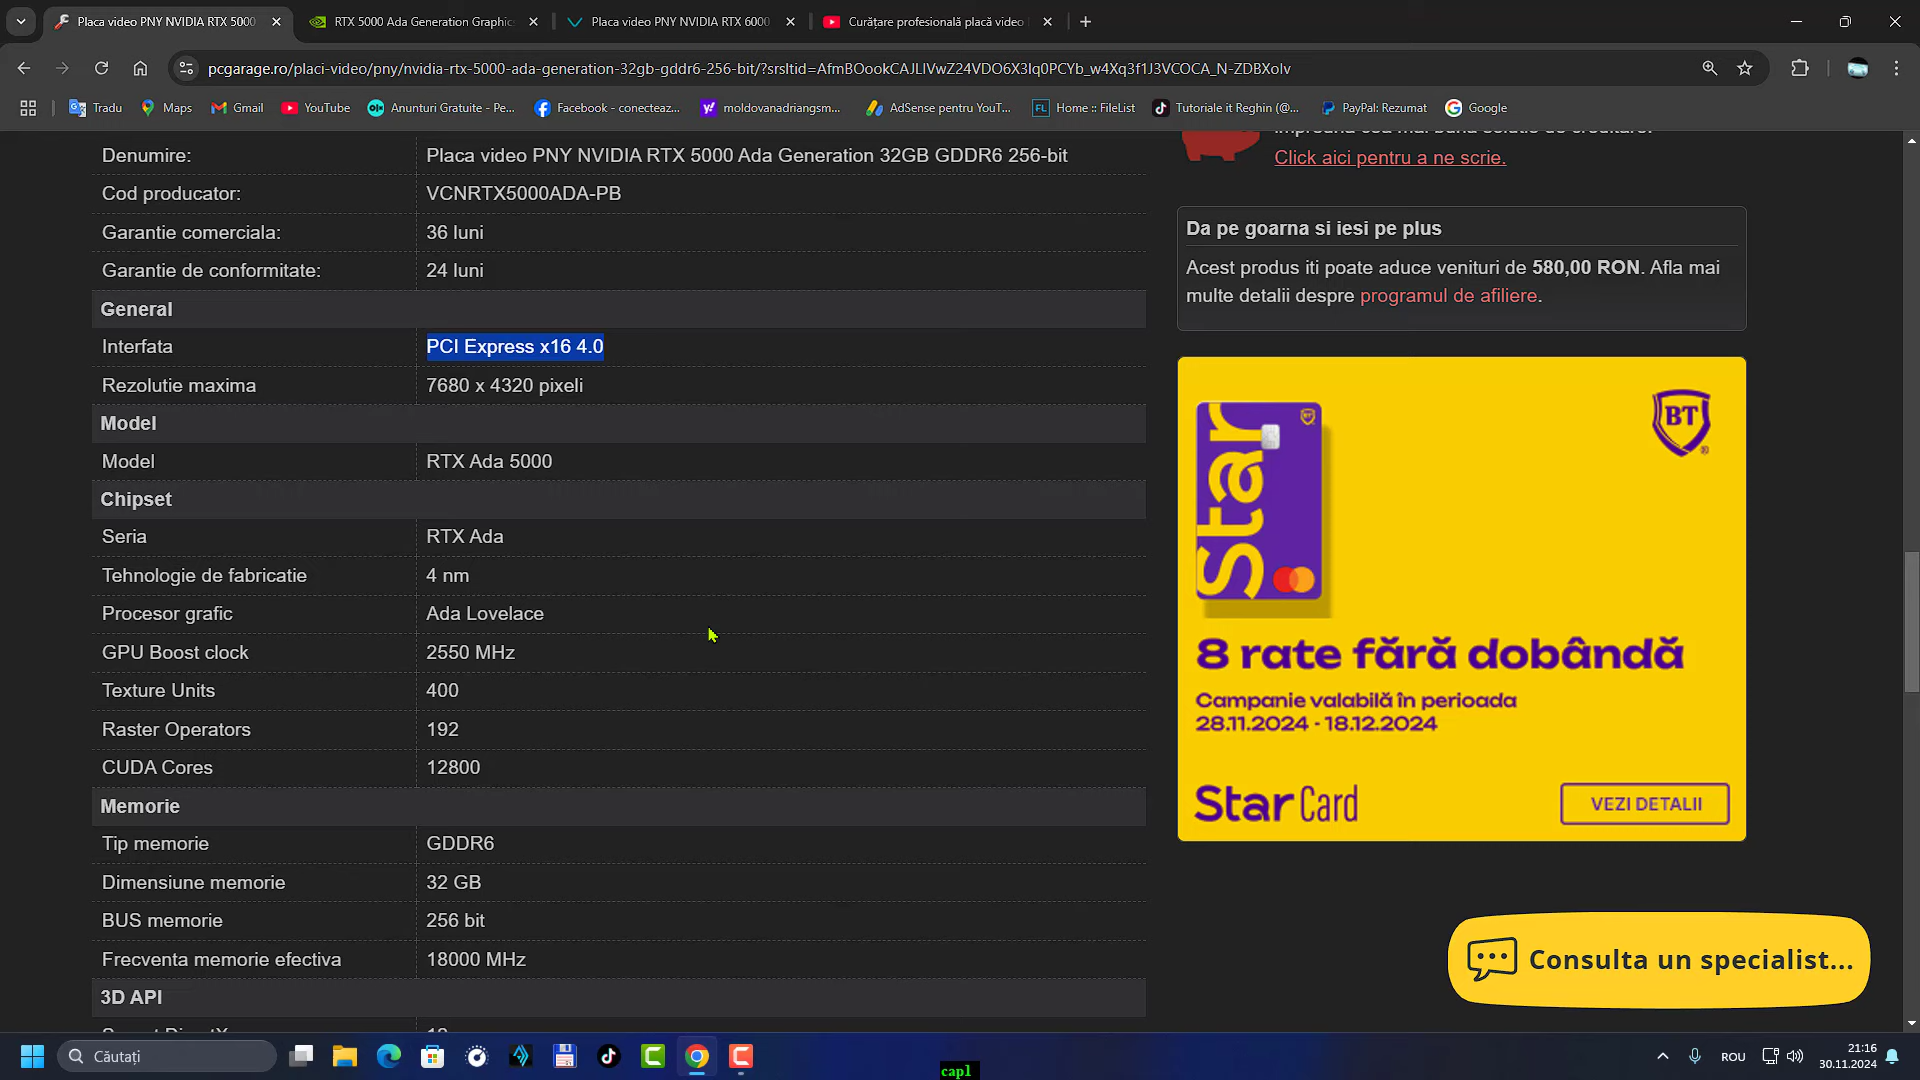 Placa video PNY NVIDIA RTX 5000
RTX 5000 Ada Generation Graphic
Placa video PNY NVIDIA RTX 6000
Curățare profesională placă video
pcgarage.ro/placi-video/pny/nvidia-rtx-5000-ada-generation-32gb-gddr6-256-bit/?srsltid=AfmBOookCAJLlVwZ24VDO6X3Iq0PCYb_w4Xq3f1J3VCOCA_N-ZDBXoIv
Tradu
Maps
Gmail
YouTube
Anunturi Gratuite - Pe...
Facebook - conecteaz...
moldovanadriangsm...
AdSense pentru YouT...
Home :: FileList
Tutoriale it Reghin (@...
PayPal: Rezumat
Google
Denumire: Placa video PNY NVIDIA RTX 5000 Ada Generation 32GB GDDR6 256-bit
Cod producator: VCNRTX5000ADA-PB
Garantie comerciala: 36 luni
Garantie de conformitate: 24 luni
General
Interfata PCI Express x16 4.0
Rezolutie maxima 7680 x 4320 pixeli
Model
Model RTX Ada 5000
Chipset
Seria RTX Ada
Tehnologie de fabricatie 4 nm
Procesor grafic Ada Lovelace
GPU Boost clock 2550 MHz
Texture Units 400
Raster Operators 192
CUDA Cores 12800
Memorie
Tip memorie GDDR6
Dimensiune memorie 32 GB
BUS memorie 256 bit
Frecventa memorie efectiva 18000 MHz
3D API
Click aici pentru a ne scrie.
Da pe goarna si iesi pe plus
Acest produs iti poate aduce venituri de 580,00 RON. Afla mai
multe detalii despre programul de afiliere.
Star
BT
8 rate fără dobândă
Campanie valabilă în perioada
28.11.2024 - 18.12.2024
Star Card
VEZI DETALII
Consulta un specialist...
Căutați
capl
ROU
21:16
30.11.2024